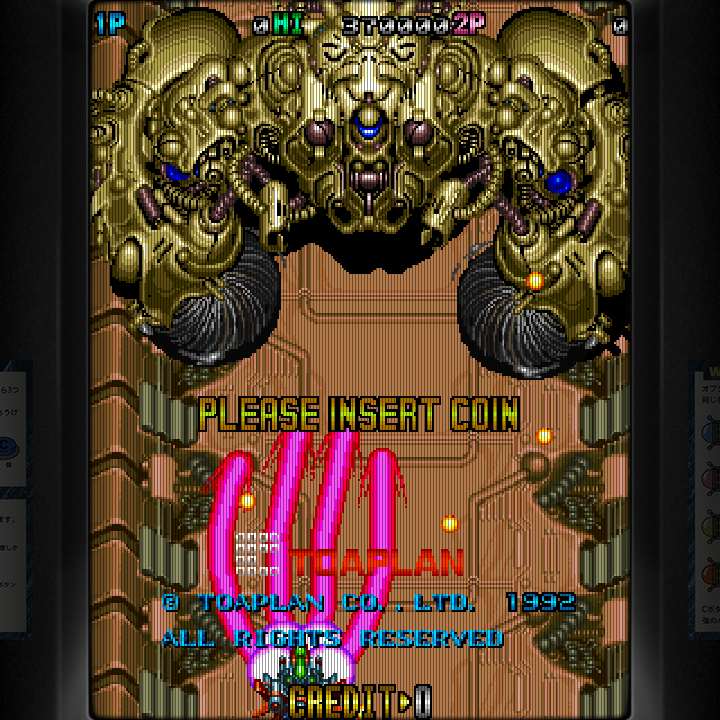 1P 0 HI 370000 2P 0
PLEASE INSERT COIN
TOAPLAN
© TOAPLAN CO., LTD. 1992
ALL RIGHTS RESERVED
CREDIT▸0